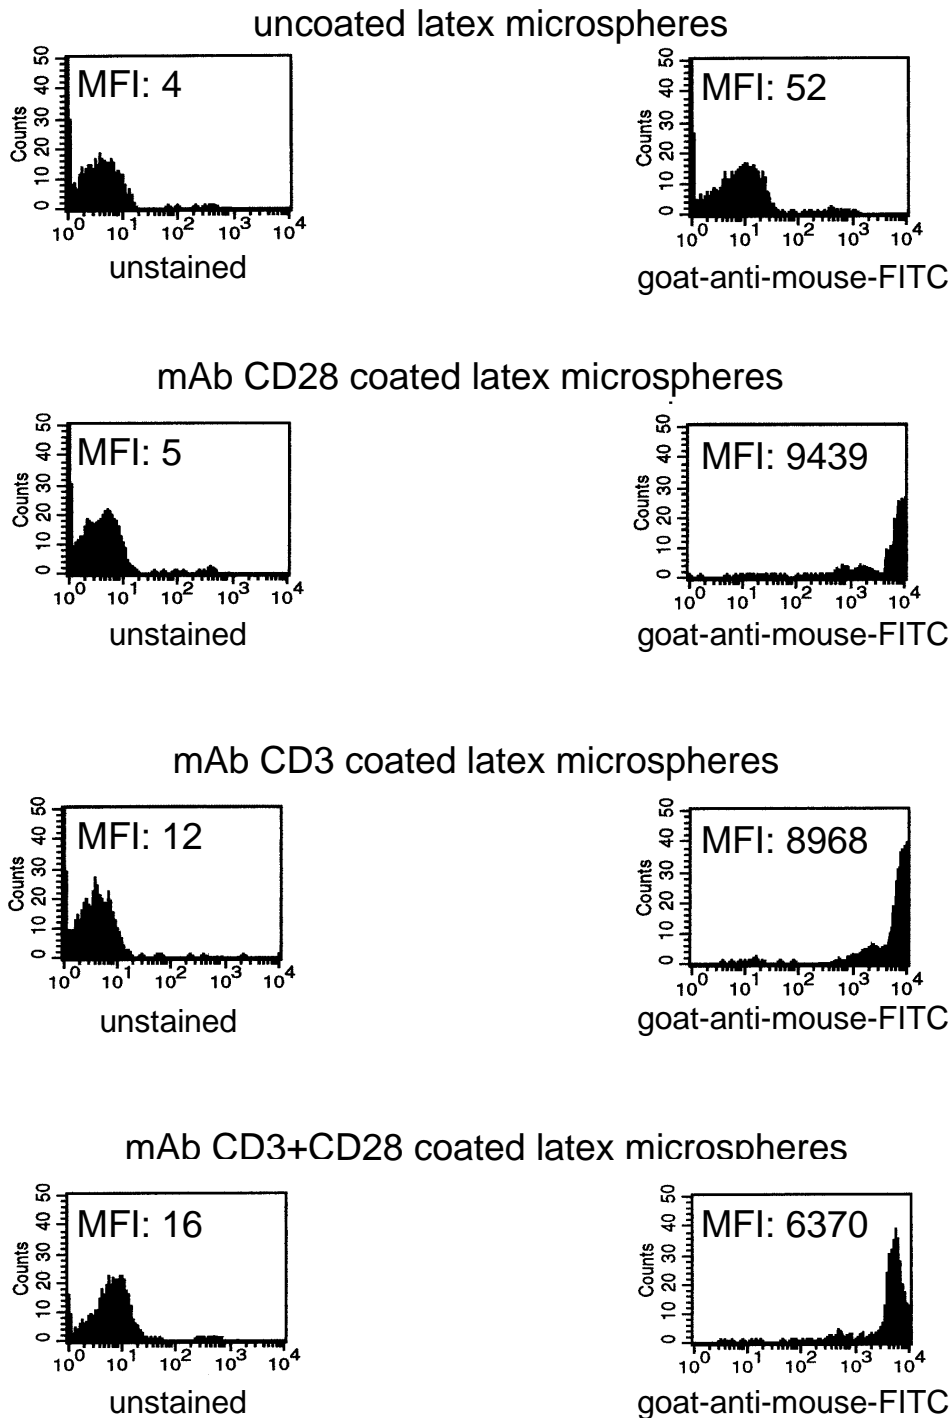 uncoated latex microspheres
MFI: 4
Counts
50
40
30
20
10
0
10^0 10^1 10^2 10^3 10^4
unstained
MFI: 52
Counts
50
40
30
20
10
0
10^0 10^1 10^2 10^3 10^4
goat-anti-mouse-FITC
mAb CD28 coated latex microspheres
MFI: 5
Counts
50
40
30
20
10
0
10^0 10^1 10^2 10^3 10^4
unstained
MFI: 9439
Counts
50
40
30
20
10
0
10^0 10^1 10^2 10^3 10^4
goat-anti-mouse-FITC
mAb CD3 coated latex microspheres
MFI: 12
Counts
50
40
30
20
10
0
10^0 10^1 10^2 10^3 10^4
unstained
MFI: 8968
Counts
50
40
30
20
10
0
10^0 10^1 10^2 10^3 10^4
goat-anti-mouse-FITC
mAb CD3+CD28 coated latex microspheres
MFI: 16
Counts
50
40
30
20
10
0
10^0 10^1 10^2 10^3 10^4
unstained
MFI: 6370
Counts
50
40
30
20
10
0
10^0 10^1 10^2 10^3 10^4
goat-anti-mouse-FITC